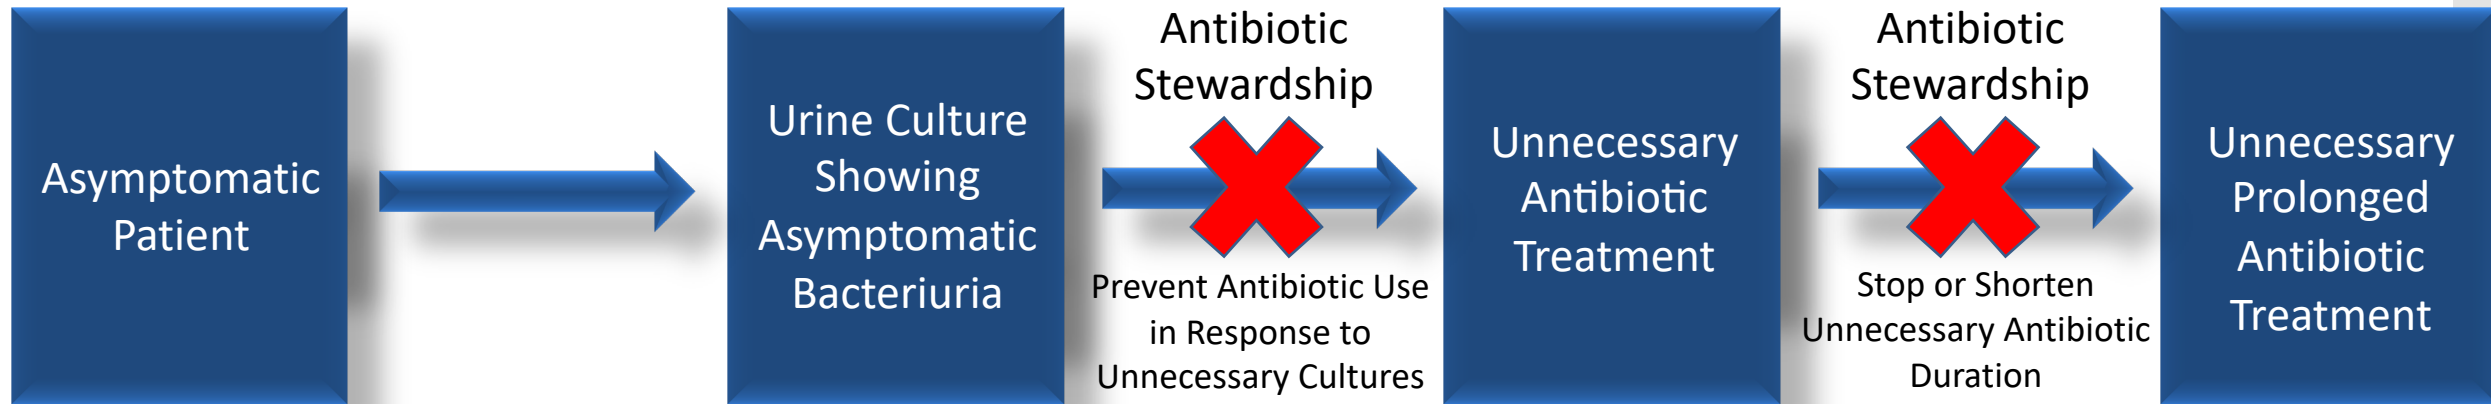 Asymptomatic
Patient
Urine Culture
Showing
Asymptomatic
Bacteriuria
Antibiotic
Stewardship
Prevent Antibiotic Use
in Response to
Unnecessary Cultures
Unnecessary
Antibiotic
Treatment
Antibiotic
Stewardship
Stop or Shorten
Unnecessary Antibiotic
Duration
Unnecessary
Prolonged
Antibiotic
Treatment